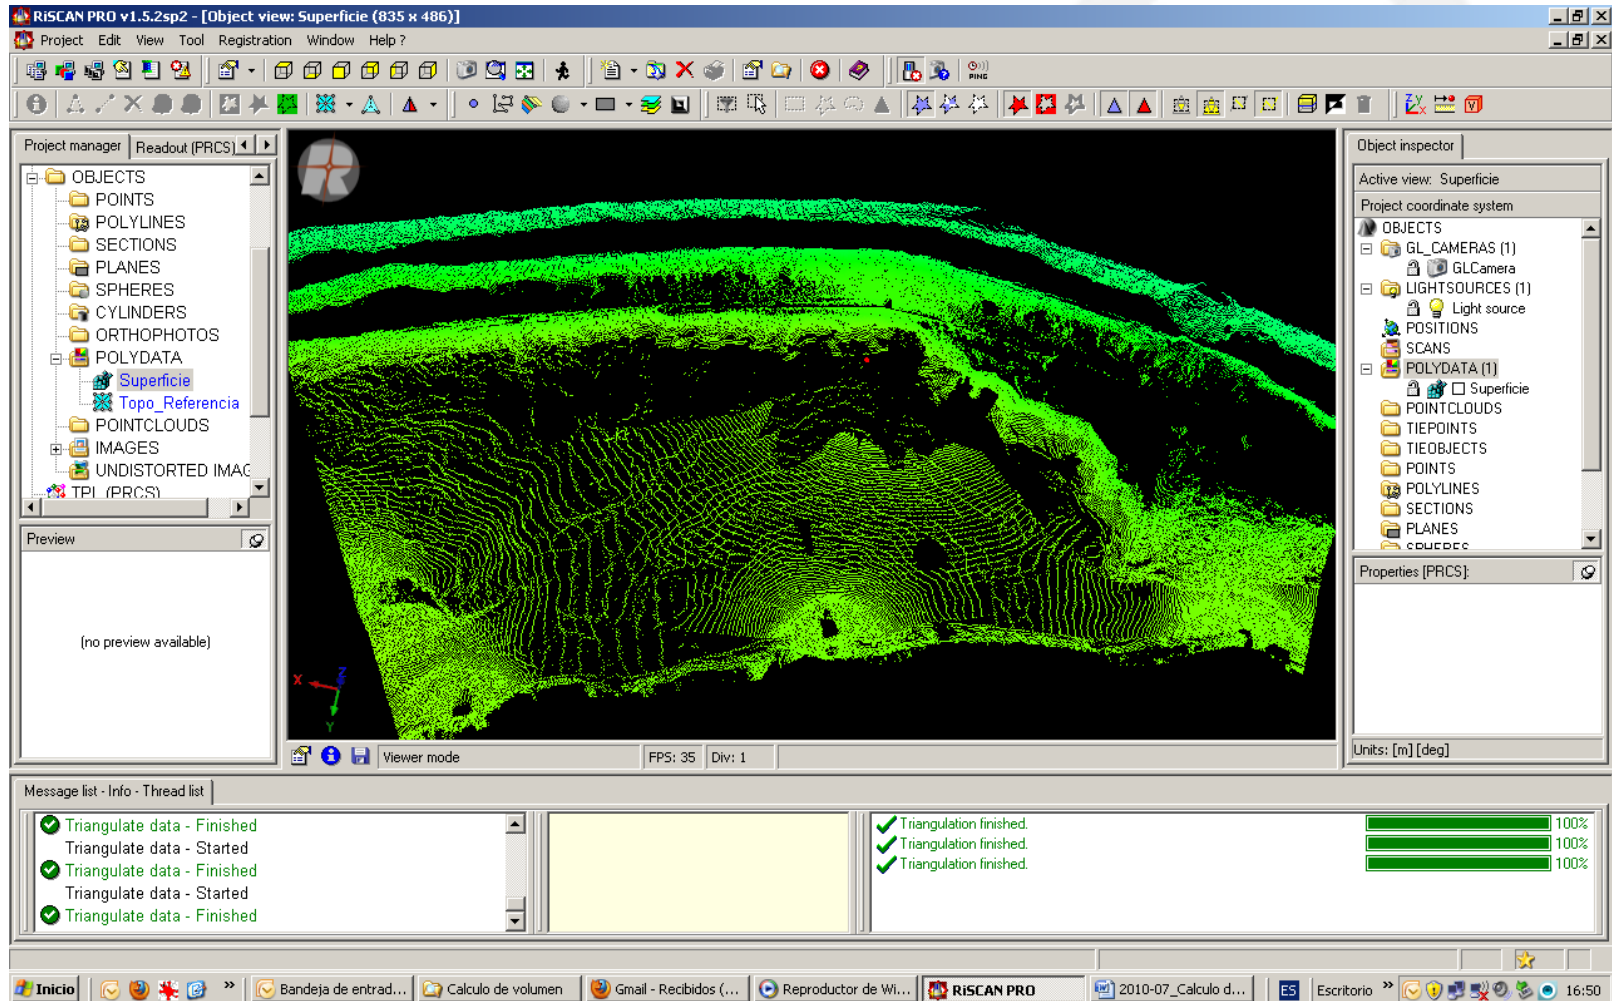 RiSCAN PRO v1.5.2sp2 - [Object view: Superficie (835 x 486)]
Project Edit View Tool Registration Window Help ?
PING
Project manager
Readout (PRCS)
OBJECTS
POINTS
POLYLINES
SECTIONS
PLANES
SPHERES
CYLINDERS
ORTHOPHOTOS
POLYDATA
Superficie
Topo_Referencia
POINTCLOUDS
IMAGES
UNDISTORTED IMAG
TPL (PRCS)
Preview
(no preview available)
R
X
Y
Viewer mode
FPS: 35
Div: 1
Object inspector
Active view: Superficie
Project coordinate system
OBJECTS
GL_CAMERAS (1)
GLCamera
LIGHTSOURCES (1)
Light source
POSITIONS
SCANS
POLYDATA (1)
Superficie
POINTCLOUDS
TIEPOINTS
TIEOBJECTS
POINTS
POLYLINES
SECTIONS
PLANES
SPHERES
Properties [PRCS]:
Units: [m] [deg]
Message list - Info - Thread list
Triangulate data - Finished
Triangulate data - Started
Triangulate data - Finished
Triangulate data - Started
Triangulate data - Finished
Triangulation finished. 100%
Triangulation finished. 100%
Triangulation finished. 100%
Inicio
Bandeja de entrad...
Calculo de volumen
Gmail - Recibidos (...
Reproductor de Wi...
RiSCAN PRO
2010-07_Calculo d...
ES
Escritorio
16:50